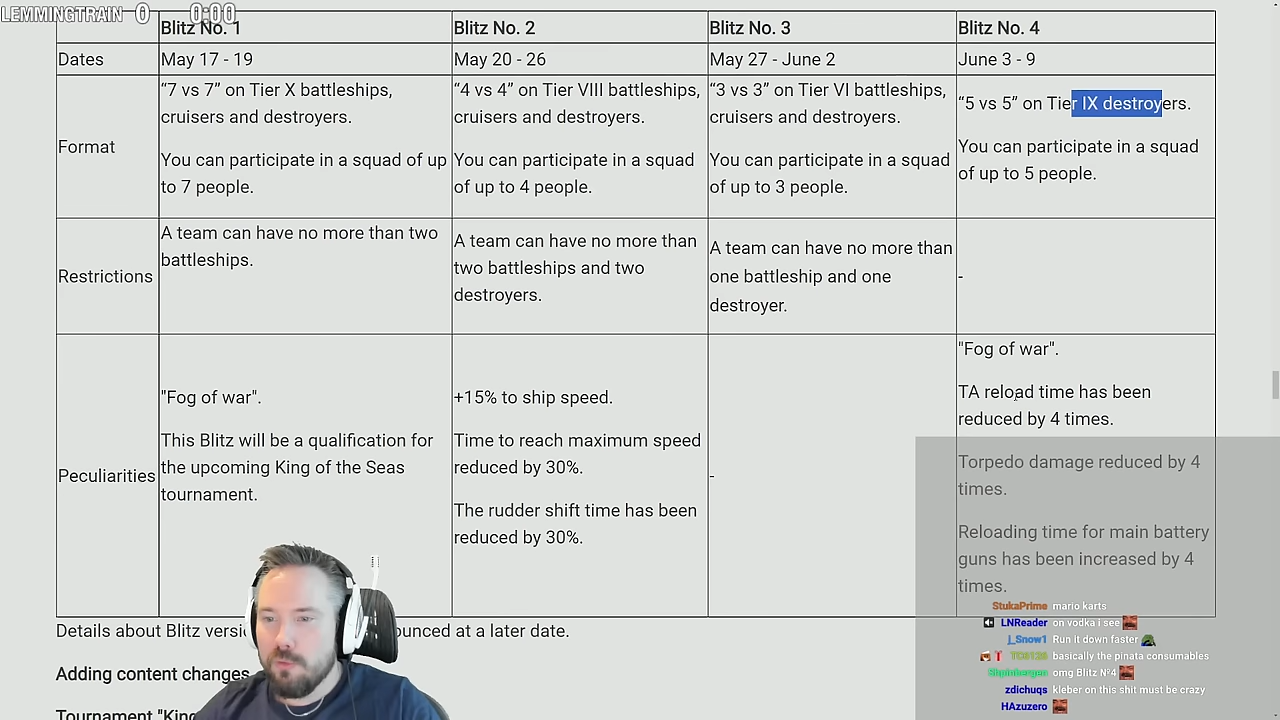 LEMMINGTRAIN 0 0:00
Blitz No. 1
Blitz No. 2
Blitz No. 3
Blitz No. 4
Dates
May 17 - 19
May 20 - 26
May 27 - June 2
June 3 - 9
Format
“7 vs 7” on Tier X battleships,
cruisers and destroyers.
You can participate in a squad of up
to 7 people.
“4 vs 4” on Tier VIII battleships,
cruisers and destroyers.
You can participate in a squad
of up to 4 people.
“3 vs 3” on Tier VI battleships,
cruisers and destroyers.
You can participate in a squad
of up to 3 people.
“5 vs 5” on Tier IX destroyers.
You can participate in a squad
of up to 5 people.
Restrictions
A team can have no more than two
battleships.
A team can have no more than
two battleships and two
destroyers.
A team can have no more than
one battleship and one
destroyer.
-
Peculiarities
"Fog of war".
This Blitz will be a qualification for
the upcoming King of the Seas
tournament.
+15% to ship speed.
Time to reach maximum speed
reduced by 30%.
The rudder shift time has been
reduced by 30%.
-
"Fog of war".
TA reload time has been
reduced by 4 times.
Torpedo damage reduced by 4
times.
Reloading time for main battery
guns has been increased by 4
times.
Details about Blitz versi ounced at a later date.
Adding content changes
Tournament "King
StukaPrime mario karts
LNReader on vodka i see
j_Snow1 Run it down faster
basically the pinata consumables
omg Blitz №4
zdichuqs kleber on this shit must be crazy
HAzuzero